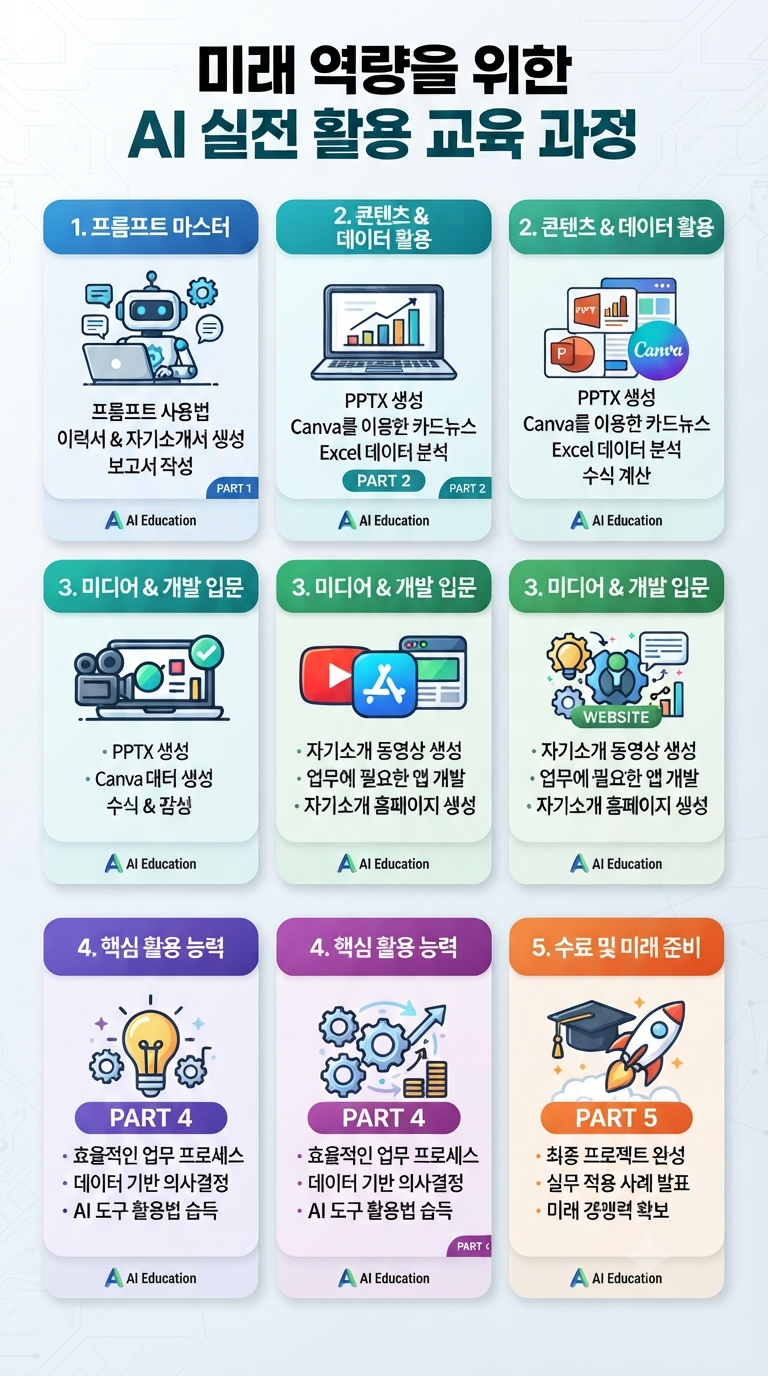 미래 역량을 위한
AI 실전 활용 교육 과정
1. 프롬프트 마스터
프롬프트 사용법
이력서 & 자기소개서 생성
보고서 작성
PART 1
AI Education
2. 콘텐츠 &
데이터 활용
PPTX 생성
Canva를 이용한 카드뉴스
Excel 데이터 분석
PART 2
PART 2
AI Education
2. 콘텐츠 & 데이터 활용
P
Canva
PPTX 생성
Canva를 이용한 카드뉴스
Excel 데이터 분석
수식 계산
AI Education
3. 미디어 & 개발 입문
• PPTX 생성
• Canva 대터 생성
수식 &
AI Education
3. 미디어 & 개발 입문
• 자기소개 동영상 생성
• 업무에 필요한 앱 개발
• 자기소개 홈페이지 생성
AI Education
3. 미디어 & 개발 입문
WEBSITE
• 자기소개 동영상 생성
• 업무에 필요한 앱 개발
• 자기소개 홈페이지 생성
AI Education
4. 핵심 활용 능력
PART 4
• 효율적인 업무 프로세스
• 데이터 기반 의사결정
• AI 도구 활용법 습득
AI Education
4. 핵심 활용 능력
PART 4
• 효율적인 업무 프로세스
• 데이터 기반 의사결정
• AI 도구 활용법 습득
PART
AI Education
5. 수료 및 미래 준비
PART 5
• 최종 프로젝트 완성
• 실무 적용 사례 발표
• 미래 확보
AI Education